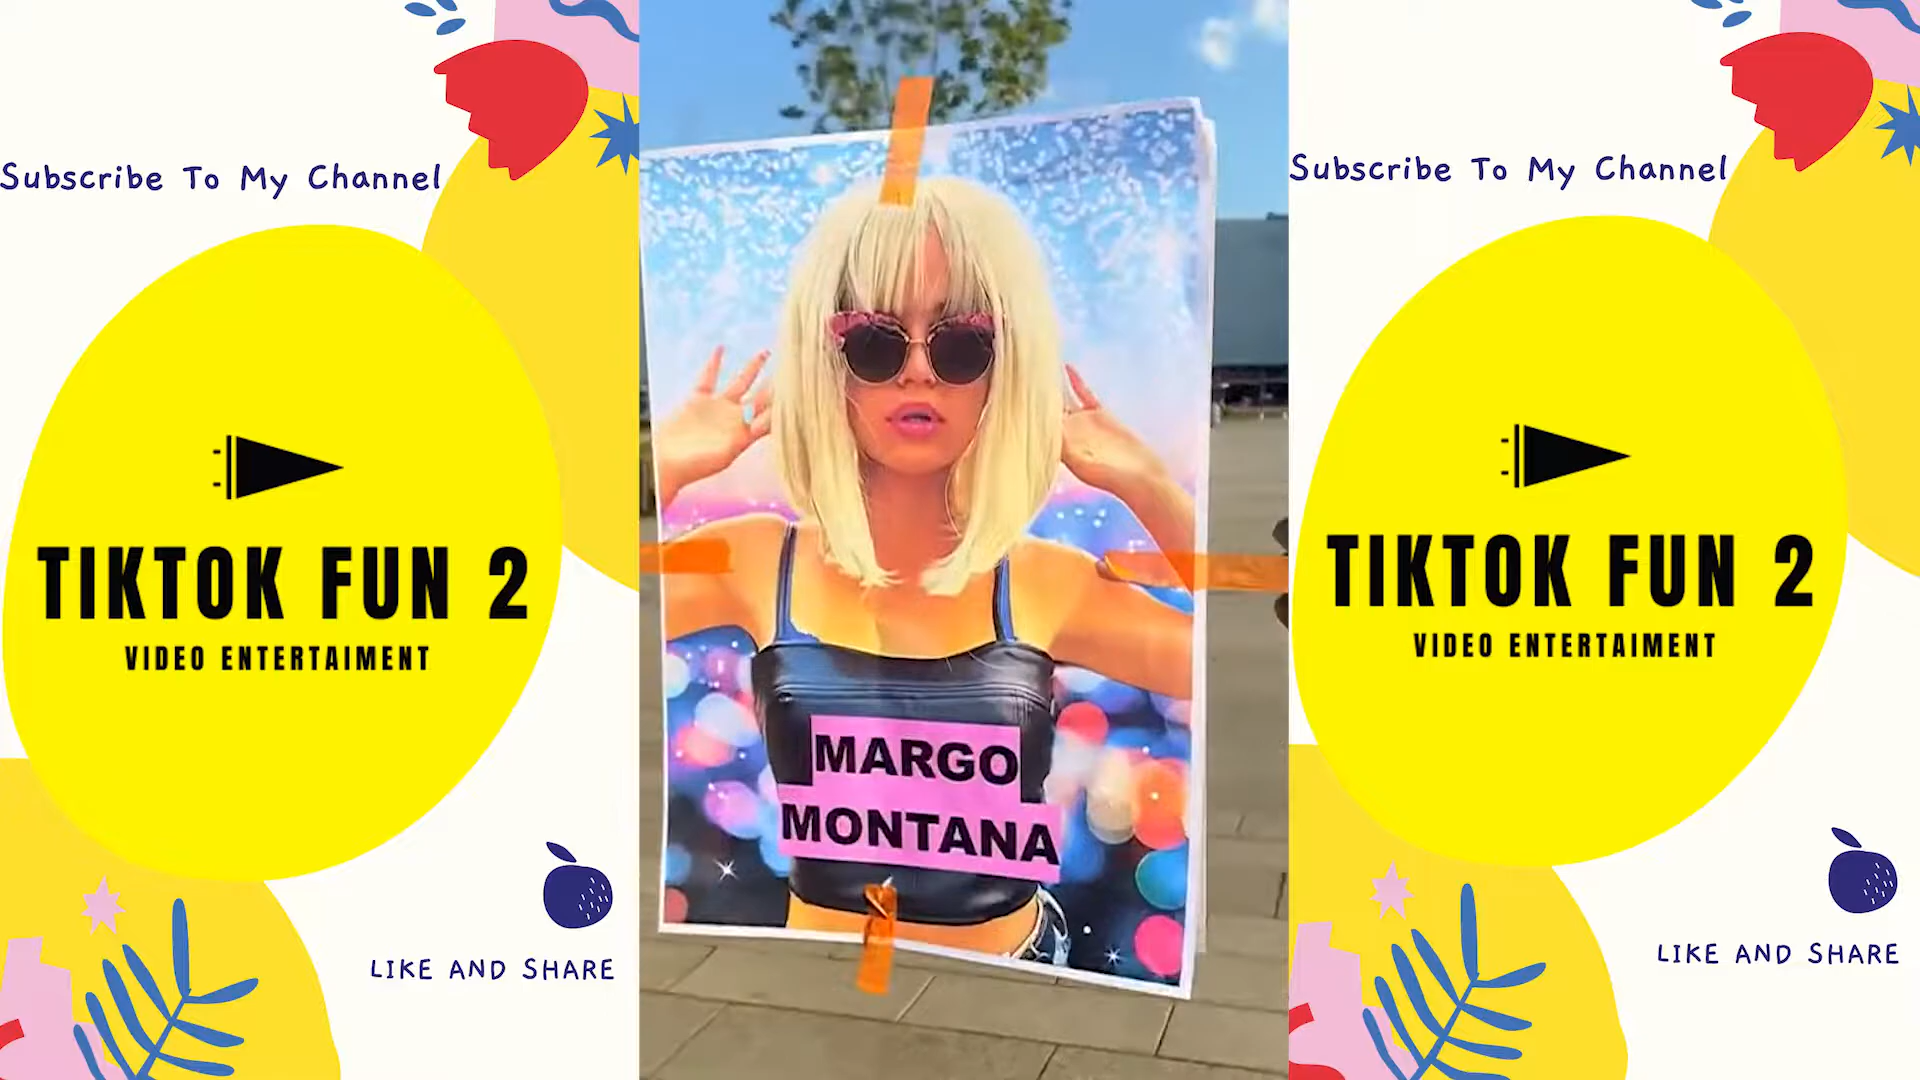 Subscribe To My Channel
TIKTOK FUN 2
VIDEO ENTERTAIMENT
LIKE AND SHARE
MARGO
MONTANA
Subscribe To My Channel
TIKTOK FUN 2
VIDEO ENTERTAIMENT
LIKE AND SHARE